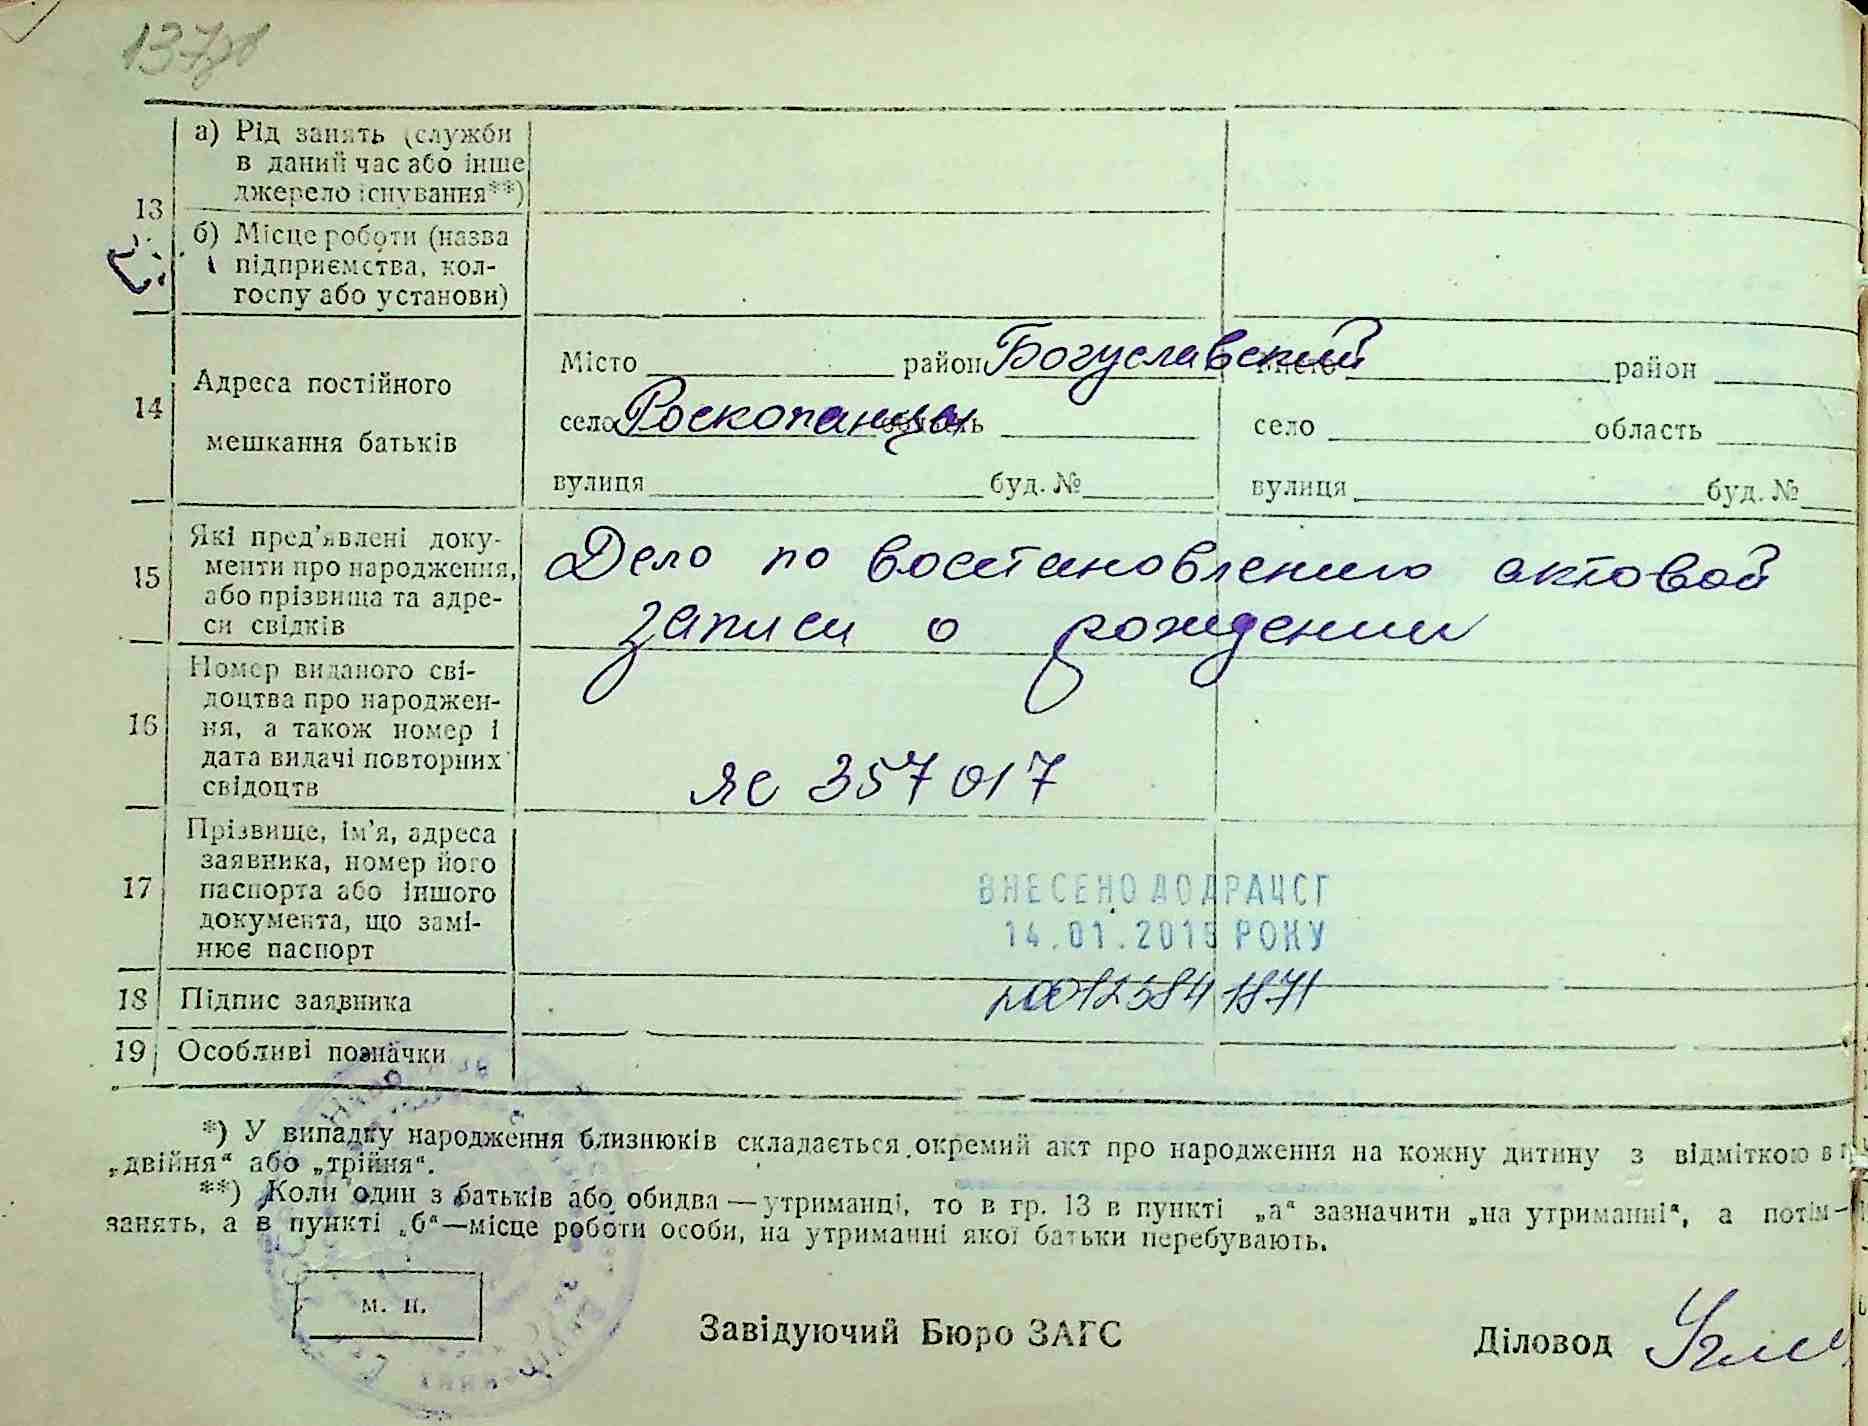 137
13
а) Рід занять (служби
в даний час або інше
джерело існування**)
б) Місце роботи (назва
підприємства, кол-
госпу або установи)
14
Адреса постійного
мешкання батьків
Місто район Богуславский
село Роскопанцы область
вулиця буд. №
Місто район
село область
вулиця буд. №
15
Які пред'явлені доку-
менти про народження,
або прізвища та адре-
си свідків
Дело по восстановлению актовой
записи о рождении
16
Номер виданого сві-
доцтва про народжен-
ня, а також номер і
дата видачі повторних
свідоцтв
ЯС 357017
17
Прізвище, ім'я, адреса
заявника, номер його
паспорта або іншого
документа, що замі-
нює паспорт
ВНЕСЕНО ДО ДРАЦСГ
14.01.2015 РОКУ
18
Підпис заявника
00125841871
19
Особливі позначки
*) У випадку народження близнюків складається окремий акт про народження на кожну дитину з відміткою в
„двійня" або „трійня".
**) Коли один з батьків або обидва — утриманці, то в гр. 13 в пункті „а" зазначити „на утриманні", а потім—
занять, а в пункті „б"—місце роботи особи, на утриманні якої батьки перебувають.
м. п.
Завідуючий Бюро ЗАГС
Діловод